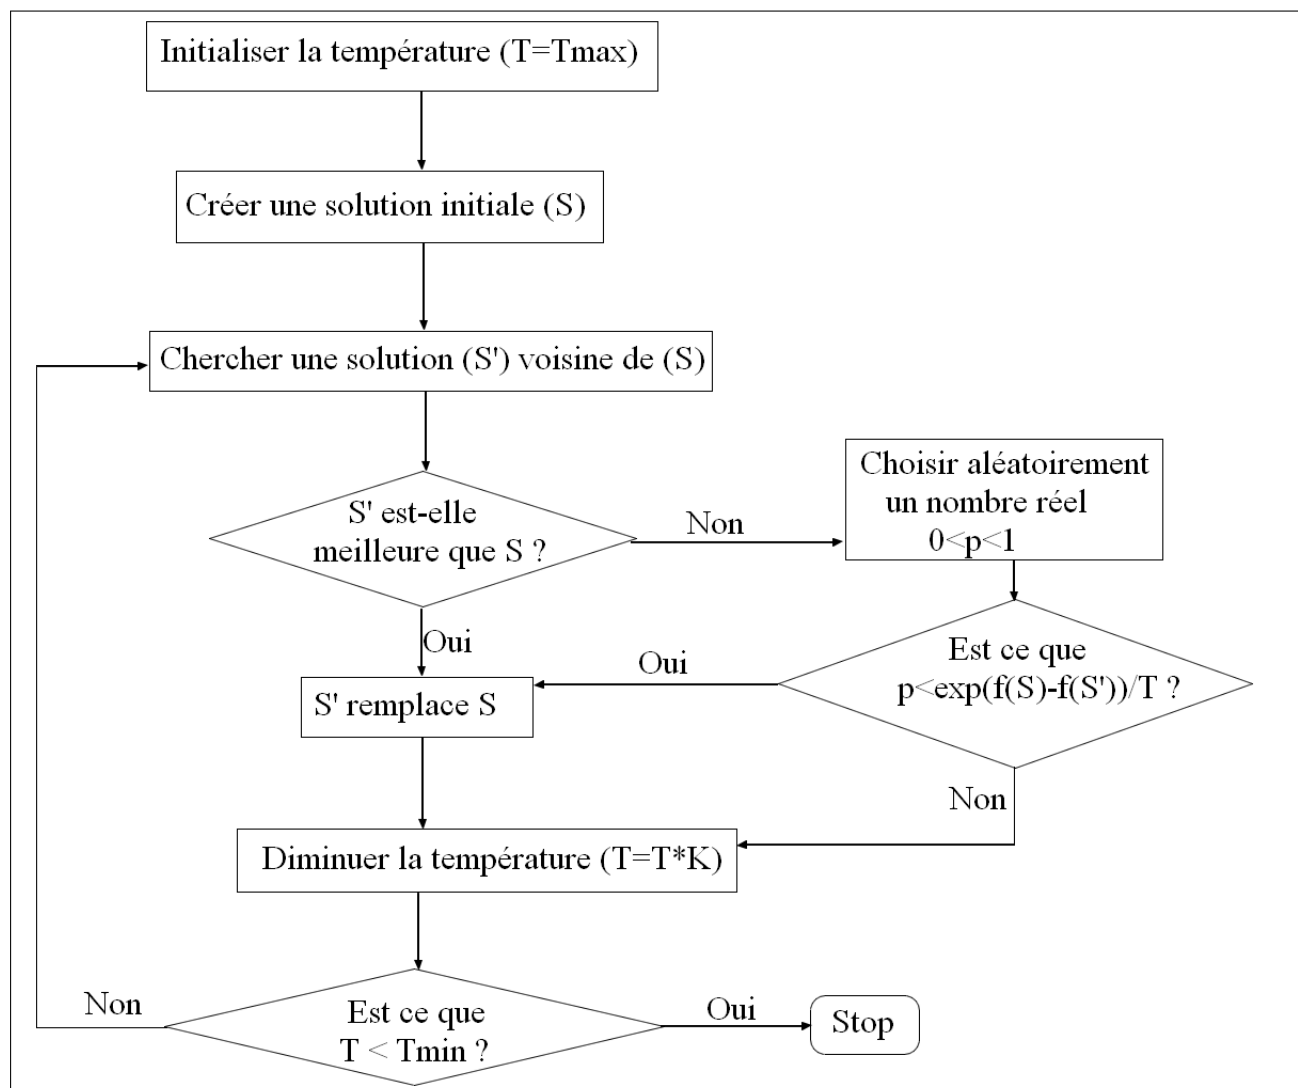 Initialiser la température (T=Tmax)
Créer une solution initiale (S)
Chercher une solution (S') voisine de (S)
S' est-elle
meilleure que S ?
Non
Choisir aléatoirement
un nombre réel
0<p<1
Oui
Est ce que
p<exp(f(S)-f(S'))/T ?
Oui
S' remplace S
Non
Diminuer la température (T=T*K)
Est ce que
T < Tmin ?
Non
Oui
Stop